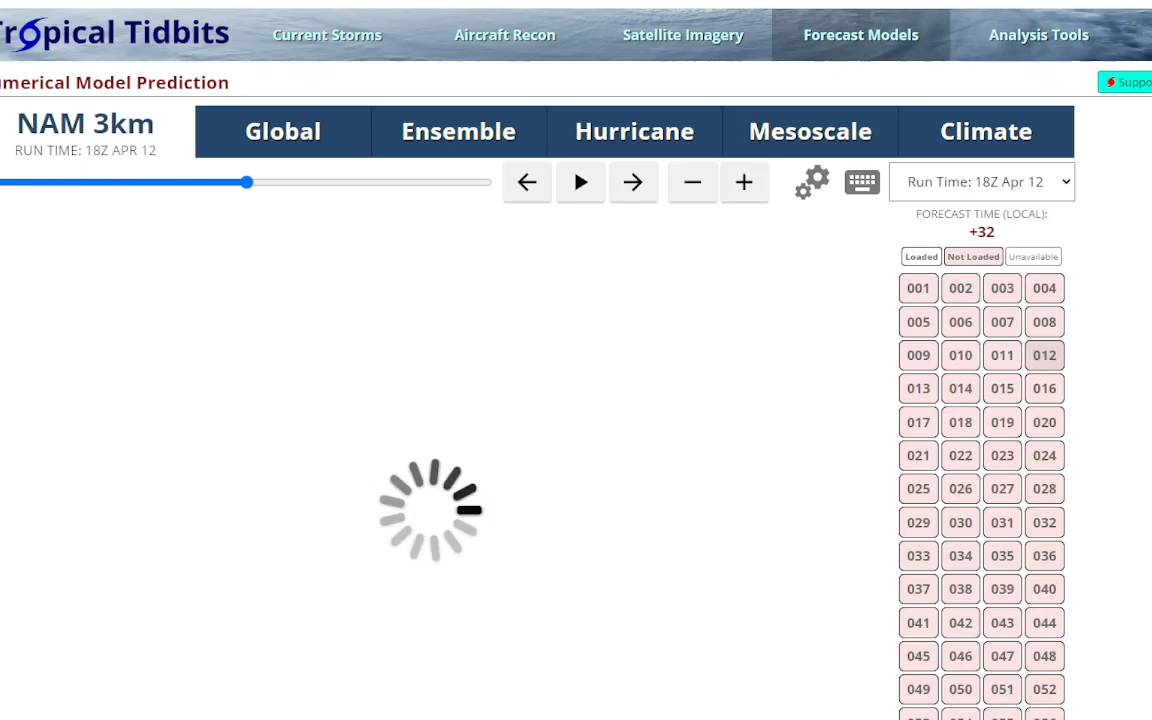 Tropical Tidbits
Current Storms Aircraft Recon Satellite Imagery Forecast Models Analysis Tools
merical Model Prediction
Suppo
NAM 3km
RUN TIME: 18Z APR 12
Global Ensemble Hurricane Mesoscale Climate
Run Time: 18Z Apr 12
FORECAST TIME (LOCAL):
+32
Loaded Not Loaded Unavailable
001 002 003 004
005 006 007 008
009 010 011 012
013 014 015 016
017 018 019 020
021 022 023 024
025 026 027 028
029 030 031 032
033 034 035 036
037 038 039 040
041 042 043 044
045 046 047 048
049 050 051 052